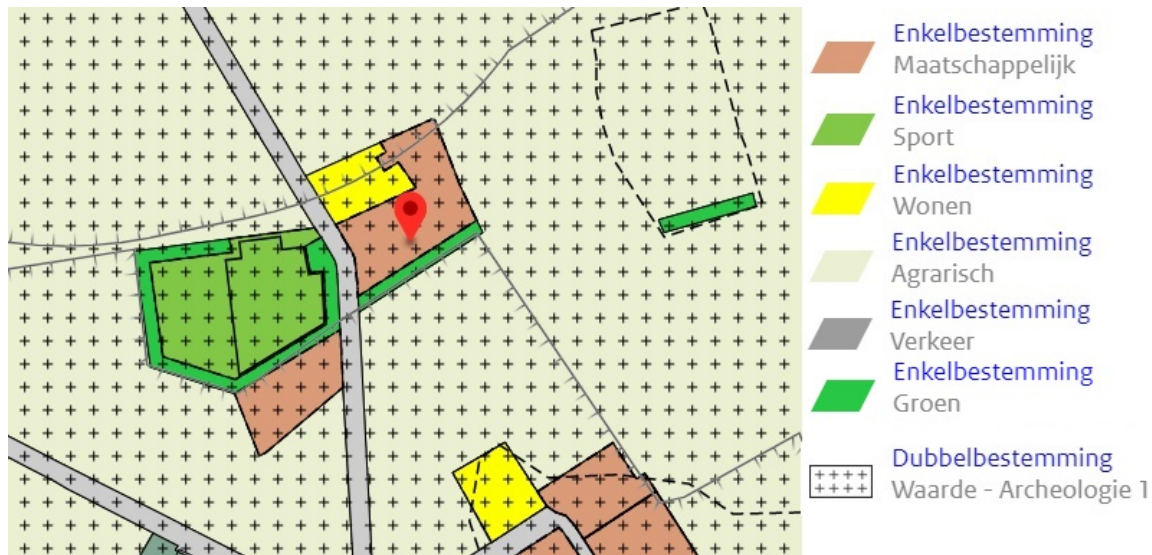 Enkelbestemming
Maatschappelijk
Enkelbestemming
Sport
Enkelbestemming
Wonen
Enkelbestemming
Agrarisch
Enkelbestemming
Verkeer
Enkelbestemming
Groen
Dubbelbestemming
Waarde - Archeologie 1